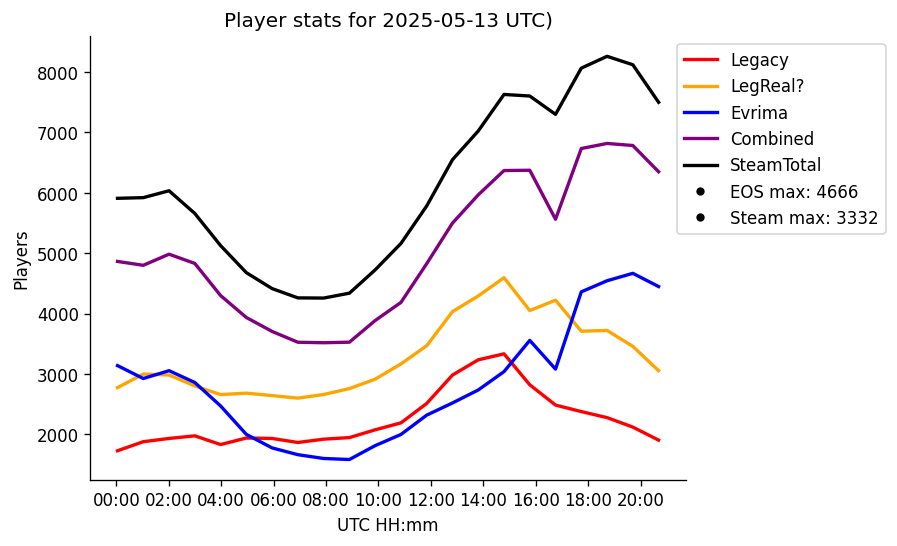 Player stats for 2025-05-13 UTC)
8000
7000
6000
5000
4000
3000
2000
Players
00:00 02:00 04:00 06:00 08:00 10:00 12:00 14:00 16:00 18:00 20:00
UTC HH:mm
Legacy
LegReal?
Evrima
Combined
SteamTotal
EOS max: 4666
Steam max: 3332